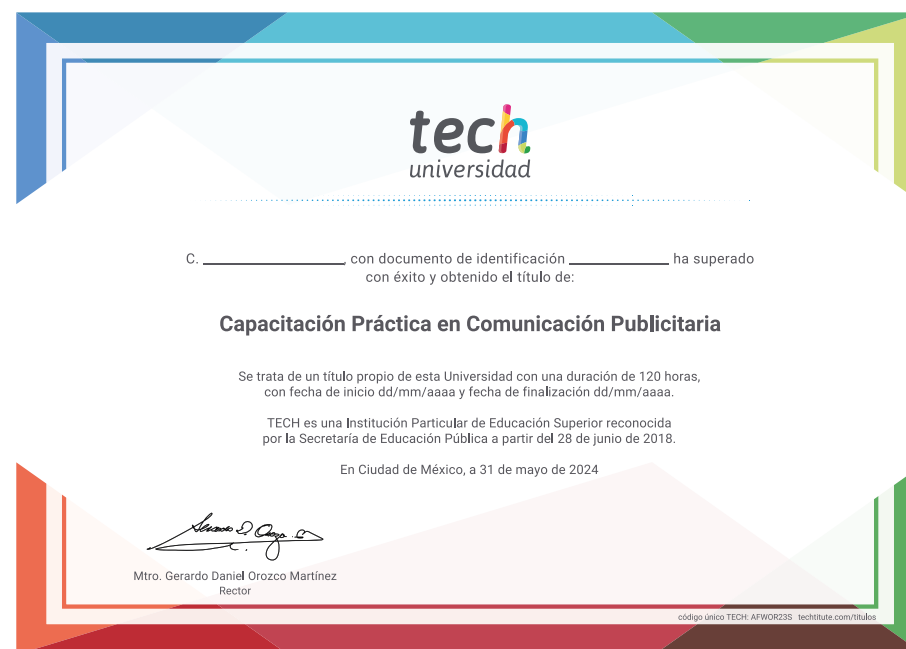 tech
universidad
C. ____________________, con documento de identificación ______________ ha superado
con éxito y obtenido el título de:
Capacitación Práctica en Comunicación Publicitaria
Se trata de un título propio de esta Universidad con una duración de 120 horas,
con fecha de inicio dd/mm/aaaa y fecha de finalización dd/mm/aaaa.
TECH es una Institución Particular de Educación Superior reconocida
por la Secretaría de Educación Pública a partir del 28 de junio de 2018.
En Ciudad de México, a 31 de mayo de 2024
Mtro. Gerardo Daniel Orozco Martínez
Rector
código único TECH: AFWOR23S techtitute.com/titulos